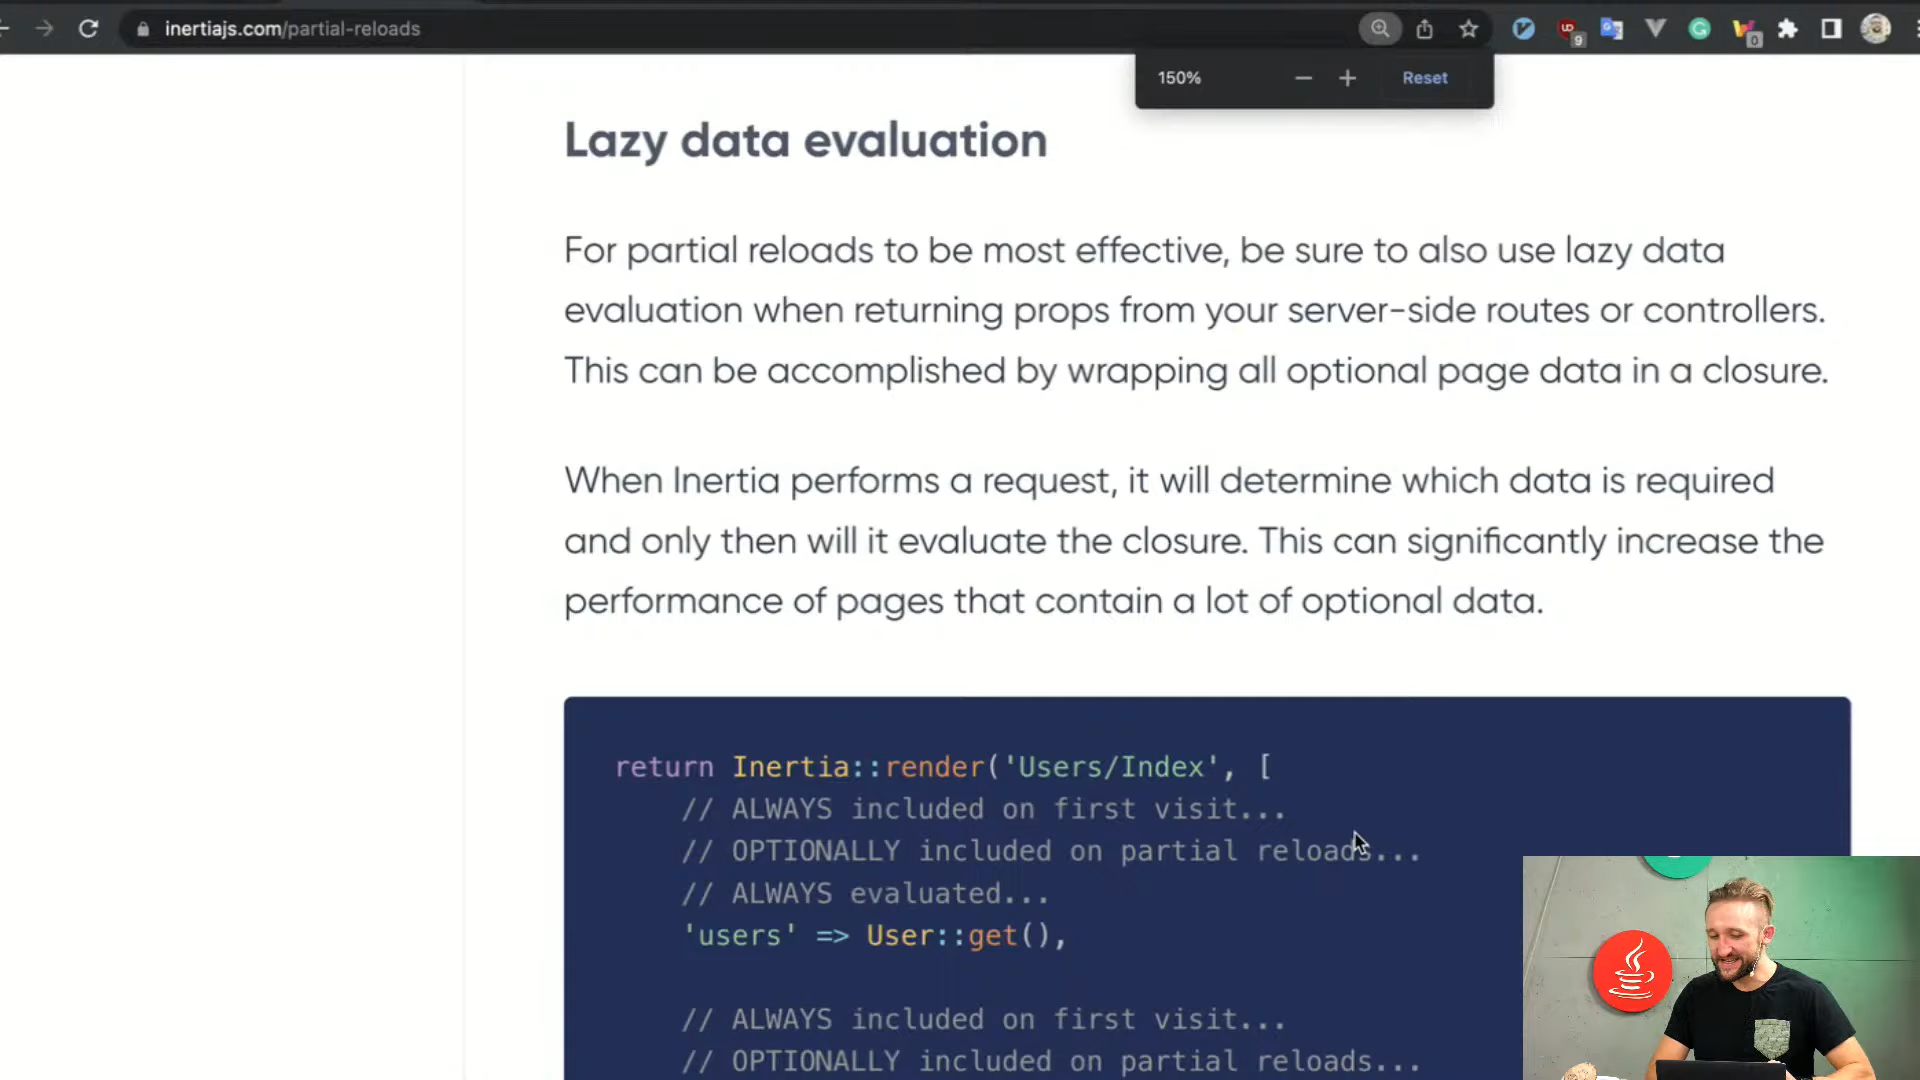 inertiajs.com/partial-reloads
9
0
150%
Reset
Lazy data evaluation
For partial reloads to be most effective, be sure to also use lazy data
evaluation when returning props from your server-side routes or controllers.
This can be accomplished by wrapping all optional page data in a closure.
When Inertia performs a request, it will determine which data is required
and only then will it evaluate the closure. This can significantly increase the
performance of pages that contain a lot of optional data.
return Inertia::render('Users/Index', [
// ALWAYS included on first visit...
// OPTIONALLY included on partial reloads...
// ALWAYS evaluated...
'users' => User::get(),
// ALWAYS included on first visit...
// OPTIONALLY included on partial reloads...